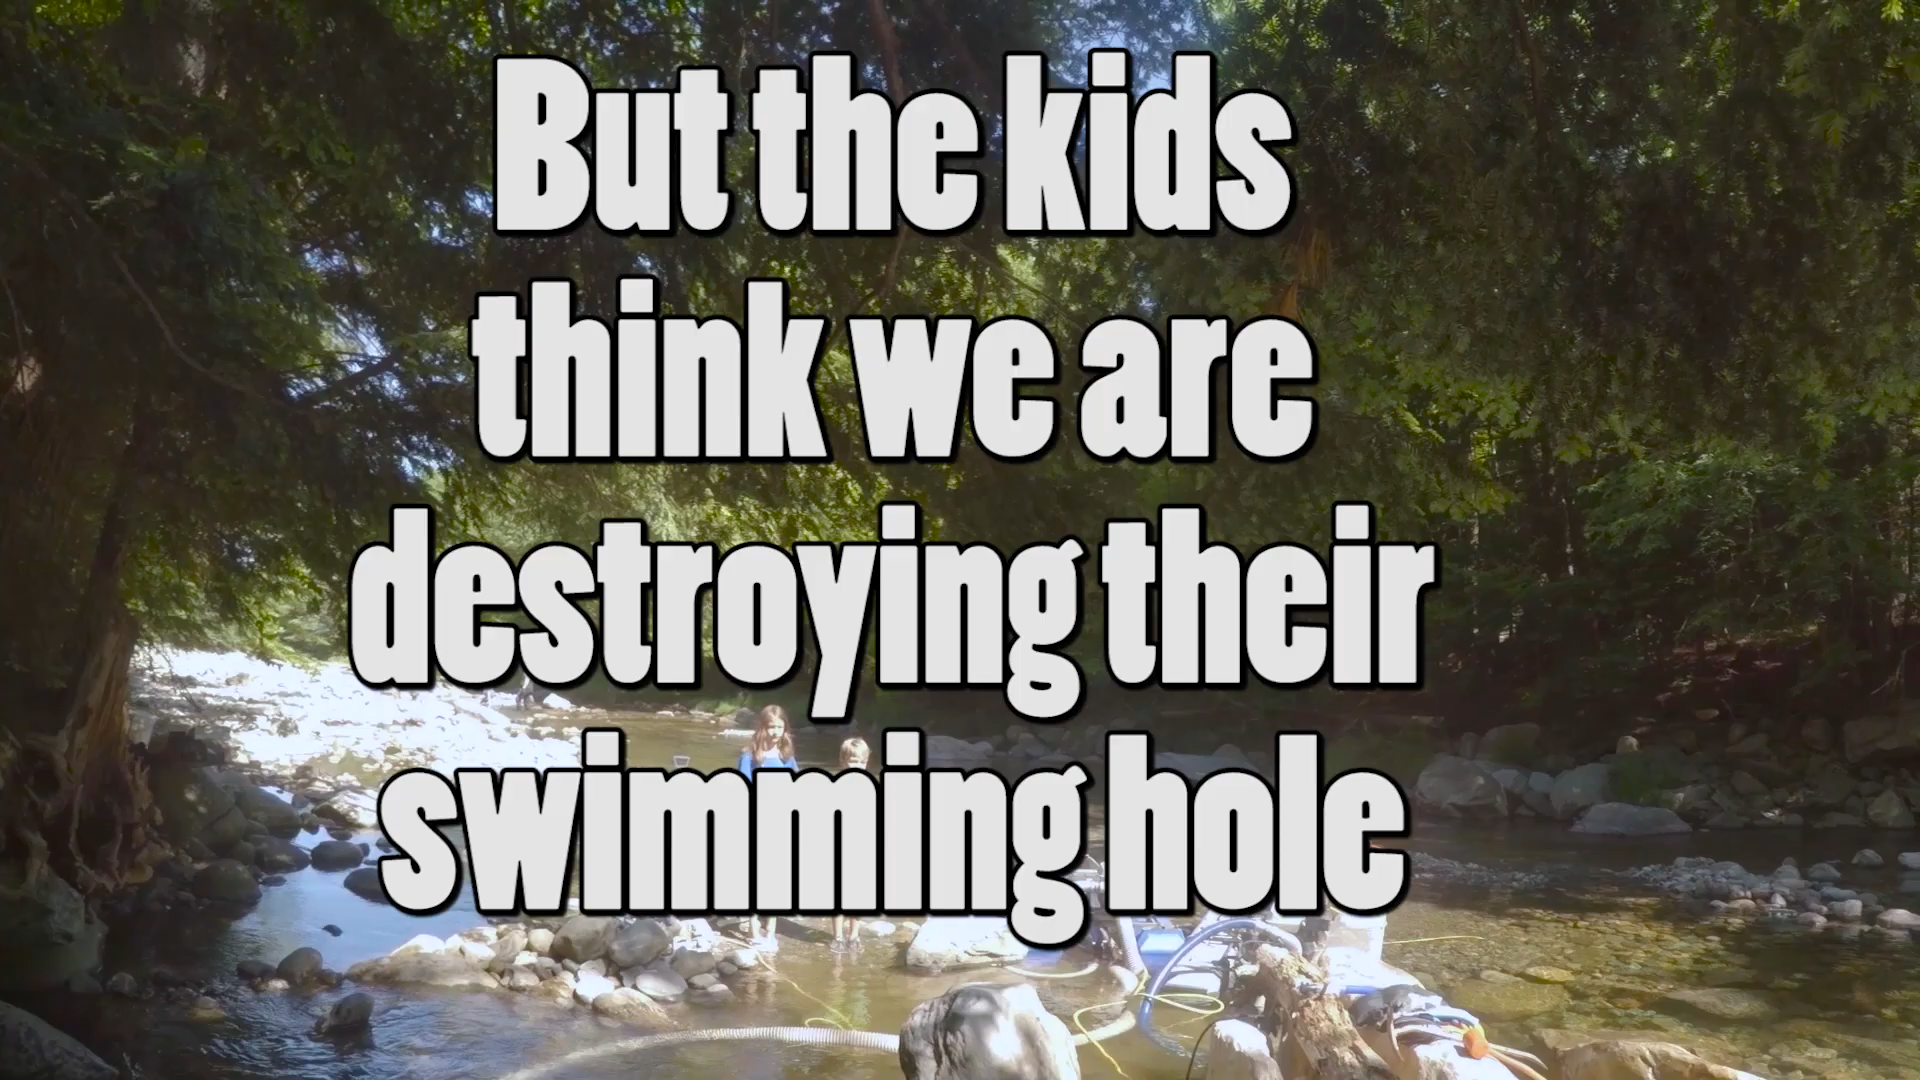 But the kids
think we are
destroying their
swimming hole